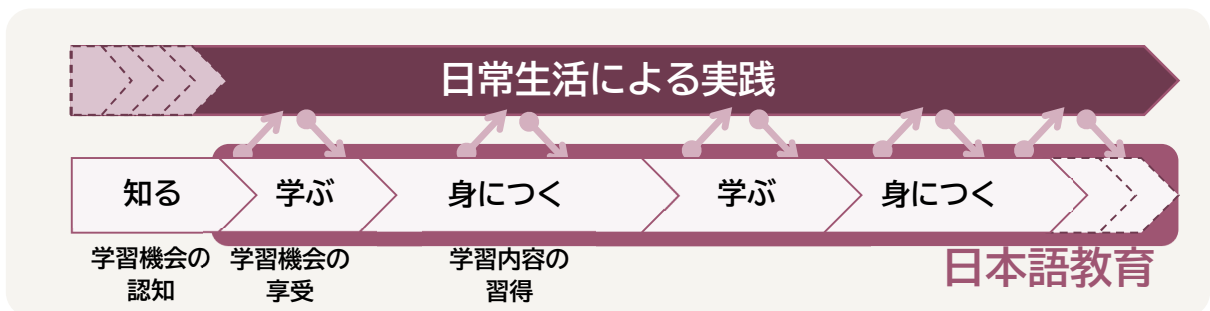 日常生活による実践
知る
学ぶ
身につく
学ぶ
身につく
学習機会の
認知
学習機会の
享受
学習内容の
習得
日本語教育